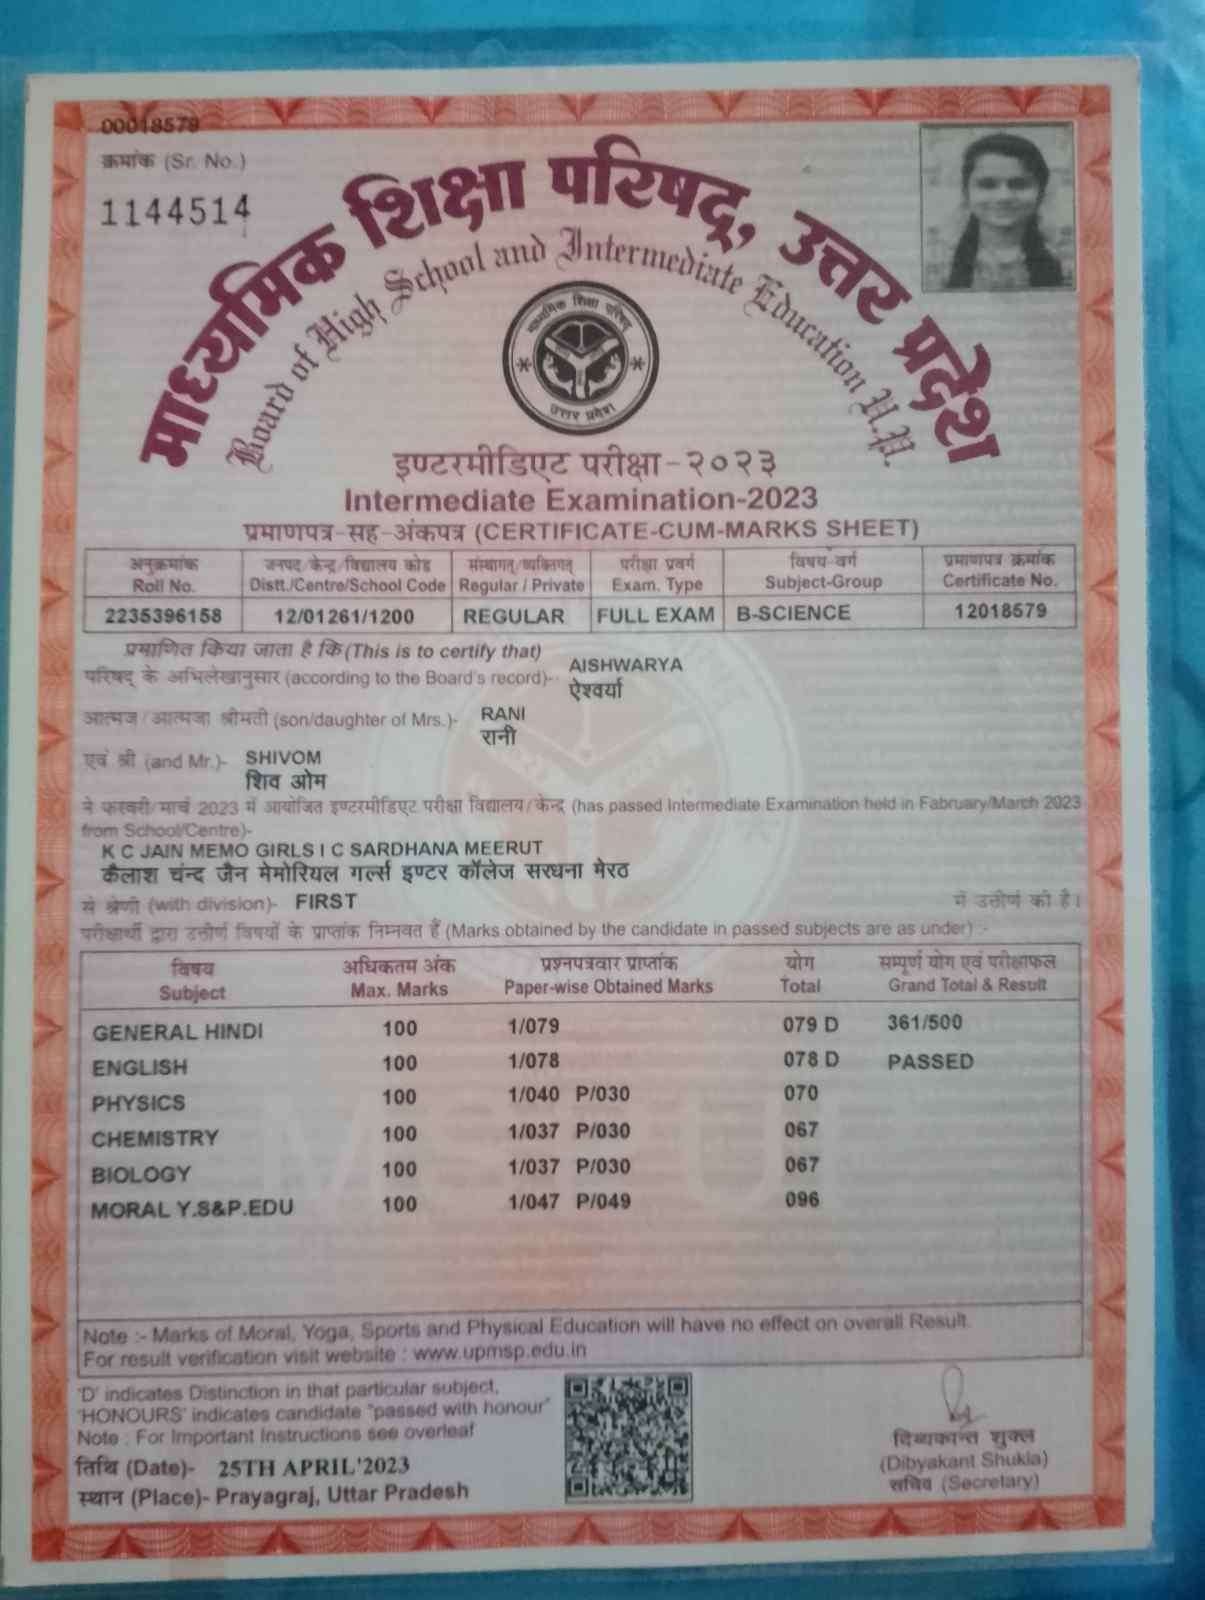 00018579
क्रमांक (Sr. No.)
1144514
माध्यमिक शिक्षा परिषद्, उत्तर प्रदेश
Board of High School and Intermediate Education U.P.
माध्यमिक शिक्षा परिषद्
उत्तर प्रदेश
इण्टरमीडिएट परीक्षा-२०२३
Intermediate Examination-2023
प्रमाणपत्र-सह-अंकपत्र (CERTIFICATE-CUM-MARKS SHEET)
अनुक्रमांक जनपद/केन्द्र/विद्यालय कोड संस्थागत/व्यक्तिगत् परीक्षा प्रवर्ग विषय-वर्ग प्रमाणपत्र क्रमांक
Roll No. Distt./Centre/School Code Regular / Private Exam. Type Subject-Group Certificate No.
2235396158 12/01261/1200 REGULAR FULL EXAM B-SCIENCE 12018579
प्रमाणित किया जाता है कि (This is to certify that)
परिषद् के अभिलेखानुसार (according to the Board's record)- AISHWARYA
ऐश्वर्या
आत्मज/आत्मजा श्रीमती (son/daughter of Mrs.)- RANI
रानी
एवं श्री (and Mr.)- SHIVOM
शिव ओम
ने फरवरी/मार्च 2023 में आयोजित इण्टरमीडिएट परीक्षा विद्यालय/केन्द्र (has passed Intermediate Examination held in Fabruary/March 2023
from School/Centre)-
K C JAIN MEMO GIRLS I C SARDHANA MEERUT
कैलाश चंन्द जैन मेमोरियल गर्ल्स इण्टर कॉलेज सरधना मेरठ
से श्रेणी (with division)- FIRST में उत्तीर्ण की है।
परीक्षार्थी द्वारा उत्तीर्ण विषयों के प्राप्तांक निम्नवत हैं (Marks obtained by the candidate in passed subjects are as under) :-
विषय अधिकतम अंक प्रश्नपत्रवार प्राप्तांक योग सम्पूर्ण योग एवं परीक्षाफल
Subject Max. Marks Paper-wise Obtained Marks Total Grand Total & Result
GENERAL HINDI 100 1/079 079 D 361/500
ENGLISH 100 1/078 078 D PASSED
PHYSICS 100 1/040 P/030 070
CHEMISTRY 100 1/037 P/030 067
BIOLOGY 100 1/037 P/030 067
MORAL Y.S&P.EDU 100 1/047 P/049 096
Note :- Marks of Moral, Yoga, Sports and Physical Education will have no effect on overall Result.
For result verification visit website : www.upmsp.edu.in
'D' indicates Distinction in that particular subject,
'HONOURS' indicates candidate "passed with honour"
Note : For Important Instructions see overleaf
तिथि (Date)- 25TH APRIL'2023
स्थान (Place)- Prayagraj, Uttar Pradesh
दिब्यकान्त शुक्ल
(Dibyakant Shukla)
सचिव (Secretary)